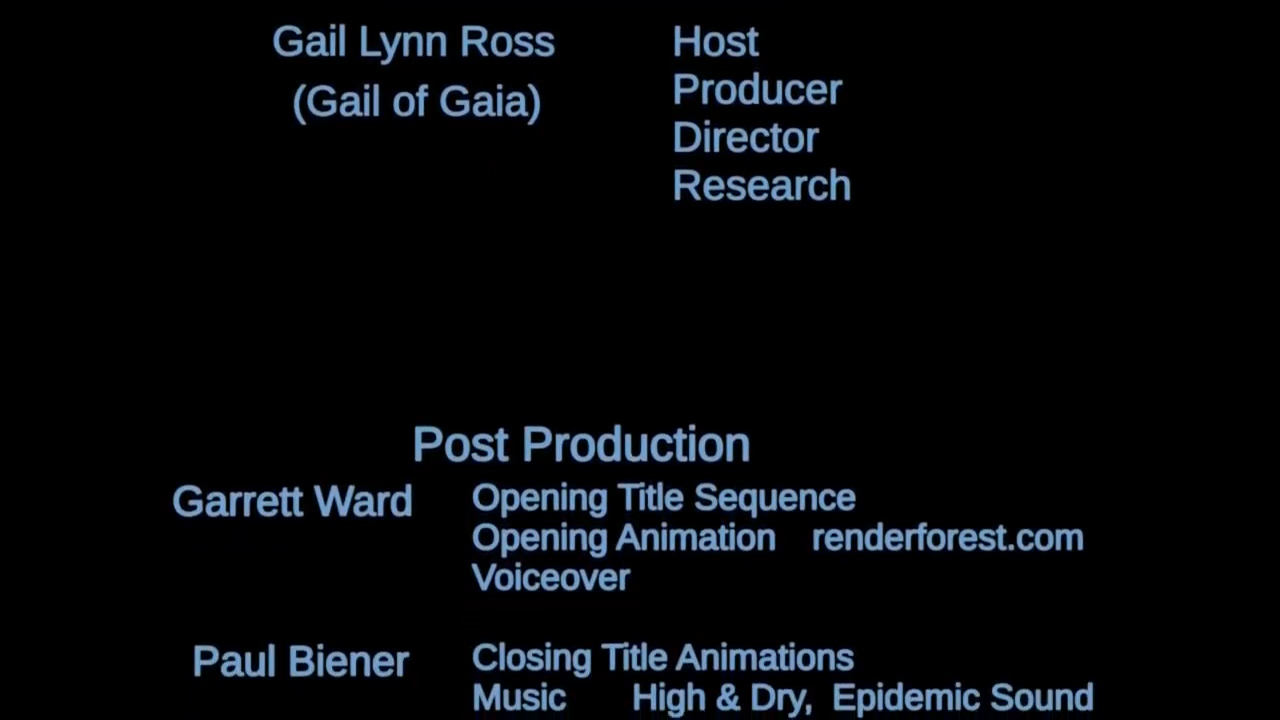 Gail Lynn Ross Host
(Gail of Gaia) Producer
Director
Research
Post Production
Garrett Ward Opening Title Sequence
Opening Animation renderforest.com
Voiceover
Paul Biener Closing Title Animations
Music High & Dry, Epidemic Sound